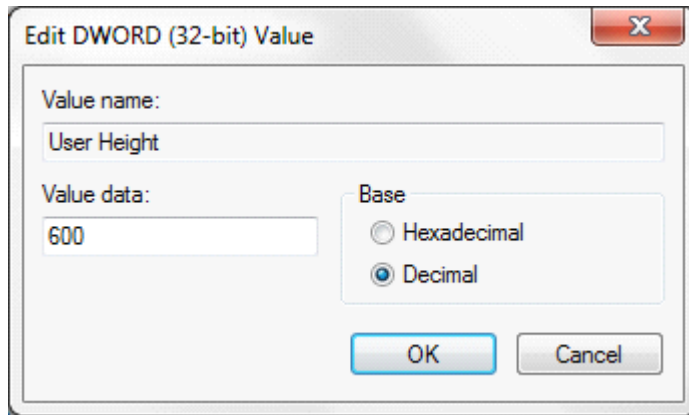 Edit DWORD (32-bit) Value
Value name:
User Height
Value data:
600
Base
Hexadecimal
Decimal
OK
Cancel